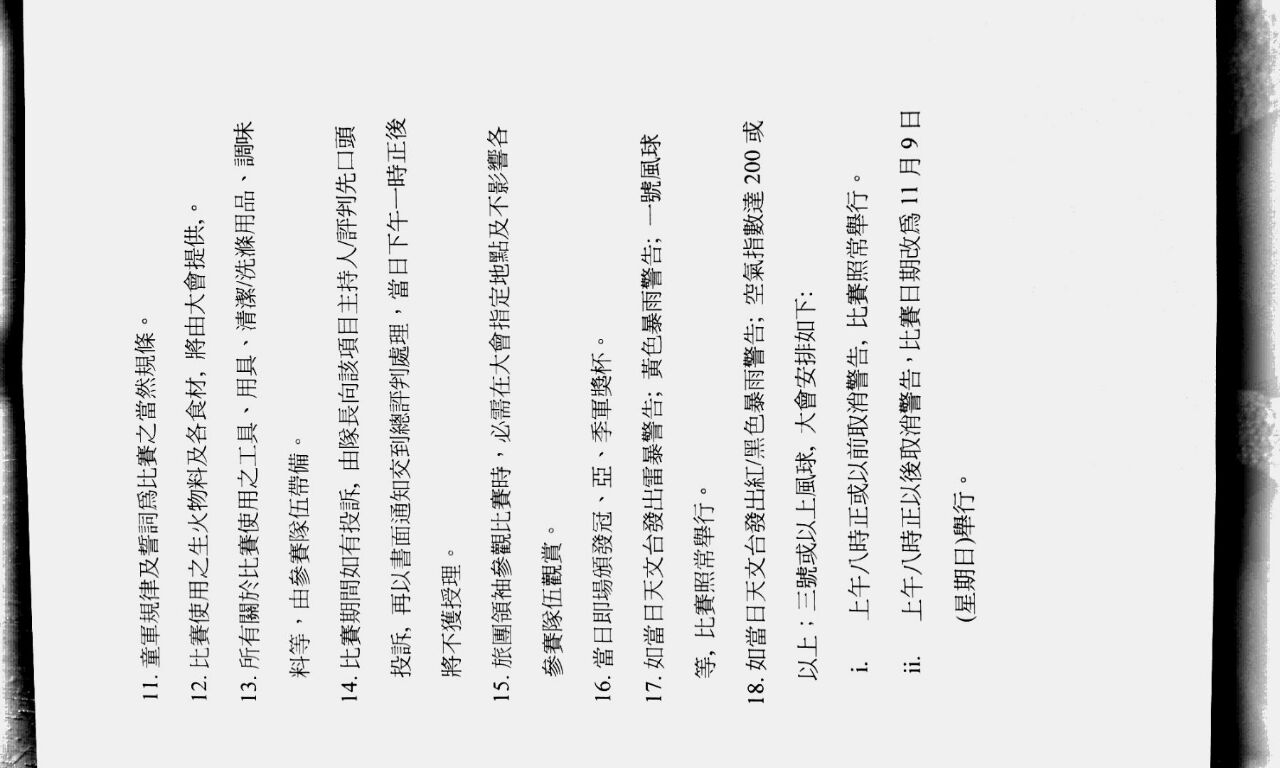 11. 童軍規律及誓詞爲比賽之當然規條。
12. 比賽使用之生火物料及各食材, 將由大會提供,。
13. 所有關於比賽使用之工具、用具、清潔/洗滌用品、調味
料等，由參賽隊伍帶備。
14. 比賽期間如有投訴, 由隊長向該項目主持人/評判先口頭
投訴, 再以書面通知交到總評判處理，當日下午一時正後
將不獲授理。
15. 旅團領袖參觀比賽時，必需在大會指定地點及不影響各
參賽隊伍觀賞。
16. 當日即場頒發冠、亞、季軍獎杯。
17. 如當日天文台發出雷暴警告; 黃色暴雨警告; 一號風球
等, 比賽照常舉行。
18. 如當日天文台發出紅/黑色暴雨警告; 空氣指數達 200 或
以上；三號或以上風球, 大會安排如下:
i. 上午八時正或以前取消警告, 比賽照常舉行。
ii. 上午八時正以後取消警告，比賽日期改爲 11 月 9 日
(星期日)舉行。